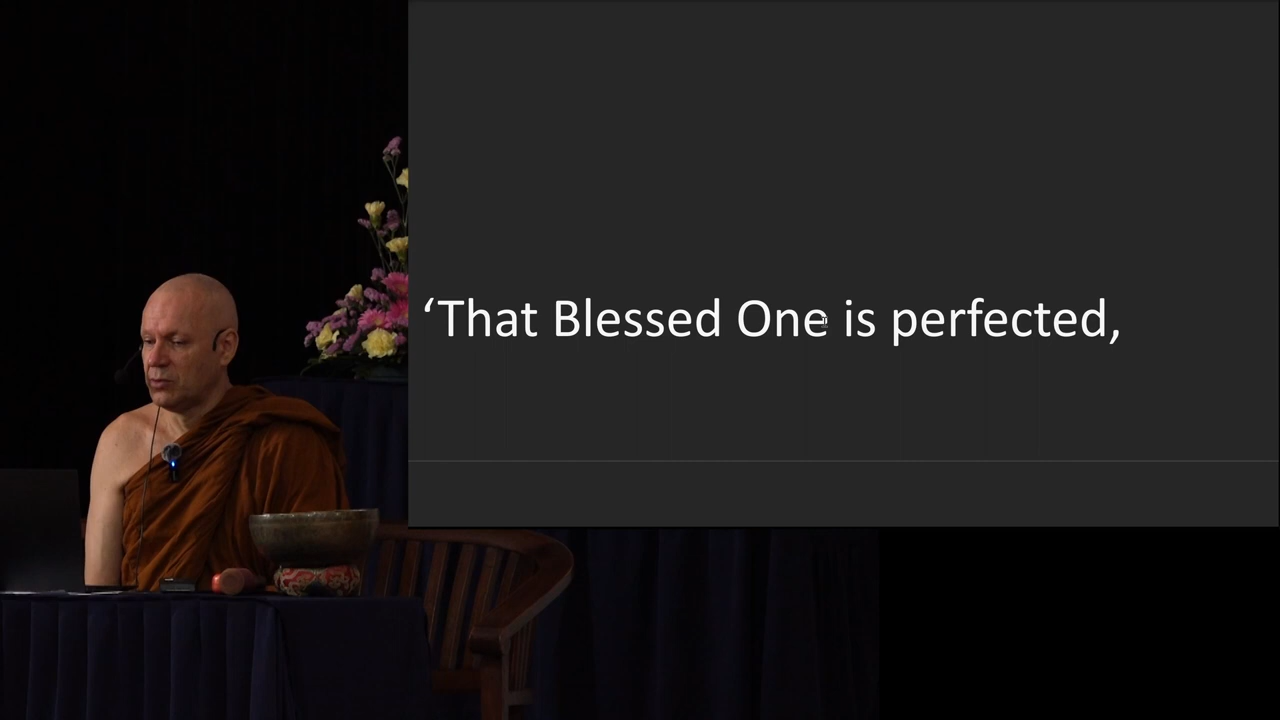 ‘That Blessed One is perfected,